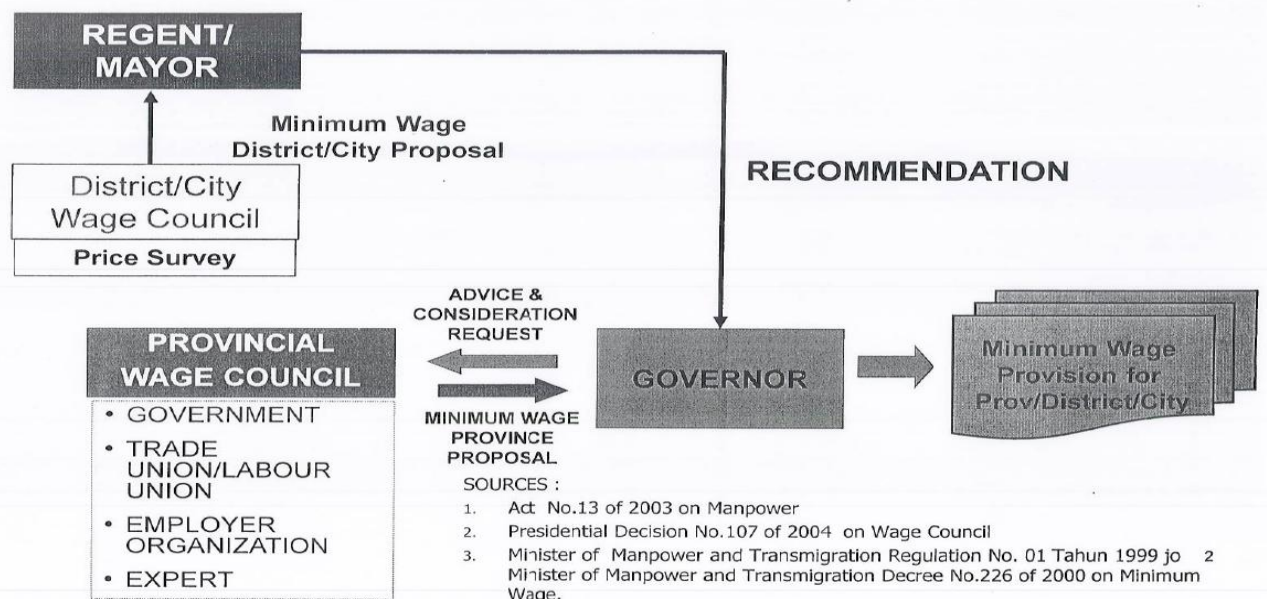 REGENT/
MAYOR
Minimum Wage
District/City Proposal
District/City
Wage Council
Price Survey
RECOMMENDATION
ADVICE &
CONSIDERATION
REQUEST
PROVINCIAL
WAGE COUNCIL
• GOVERNMENT
• TRADE
UNION/LABOUR
UNION
• EMPLOYER
ORGANIZATION
• EXPERT
MINIMUM WAGE
PROVINCE
PROPOSAL
GOVERNOR
Minimum Wage
Provision for
Prov/District/City
SOURCES :
1. Act No.13 of 2003 on Manpower
2. Presidential Decision No.107 of 2004 on Wage Council
3. Minister of Manpower and Transmigration Regulation No. 01 Tahun 1999 jo 2
Minister of Manpower and Transmigration Decree No.226 of 2000 on Minimum
Wage.